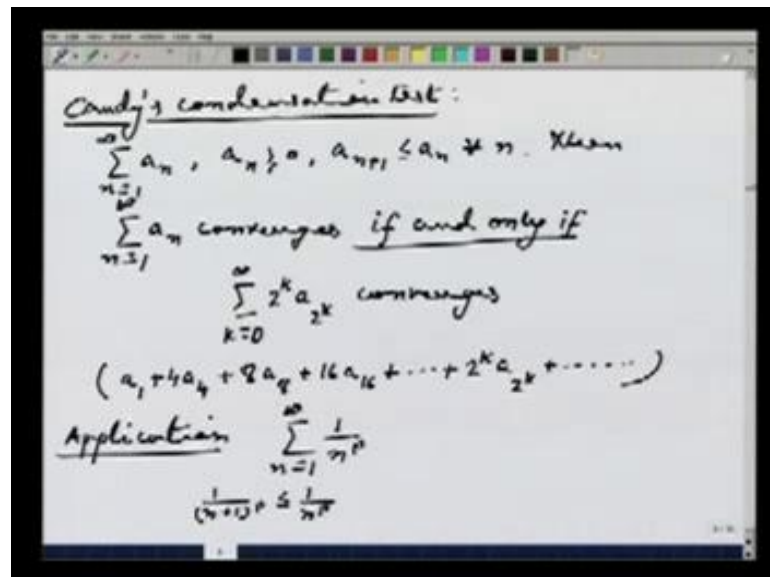 Cauchy's condensation test:
∞∑n=1 a_n, a_n ≥ 0, a_{n+1} ≤ a_n ∀ n. Then
∞∑n=1 a_n converges if and only if
∞∑k=0 2^k a_{2^k} converges
(a_1 + 4a_4 + 8a_8 + 16a_16 + ... + 2^k a_{2^k} + ......)
Application ∞∑n=1 1/n^p
1/(n+1)^p ≤ 1/n^p